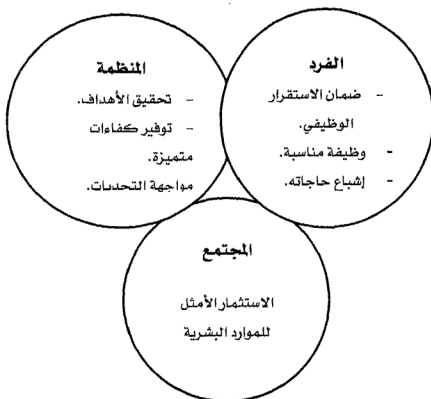 الفرد
- ضمان الاستقرار
الوظيفي.
- وظيفة مناسبة.
- إشباع حاجاته.
المنظمة
- تحقيق الأهداف.
- توفير كفاءات
متميزة.
مواجهة التحديات.
المجتمع
الاستثمار الأمثل
للموارد البشرية